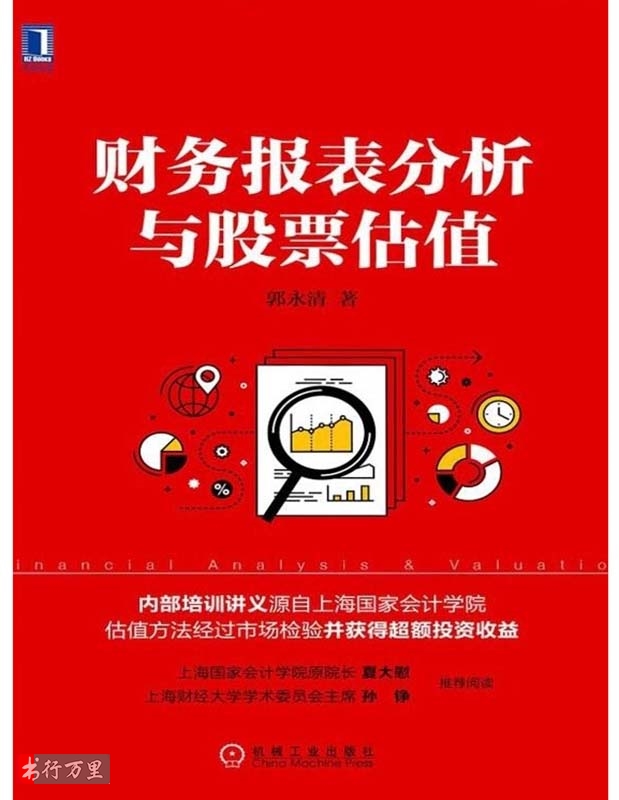 HZ Books
财务报表分析
与股票估值
郭永清 著
%
inancial Analysis & Valuatio
内部培训讲义源自上海国家会计学院
估值方法经过市场检验并获得超额投资收益
上海国家会计学院原院长 夏大慰
上海财经大学学术委员会主席 孙 铮
推荐阅读
机械工业出版社
China Machine Press
书行万里